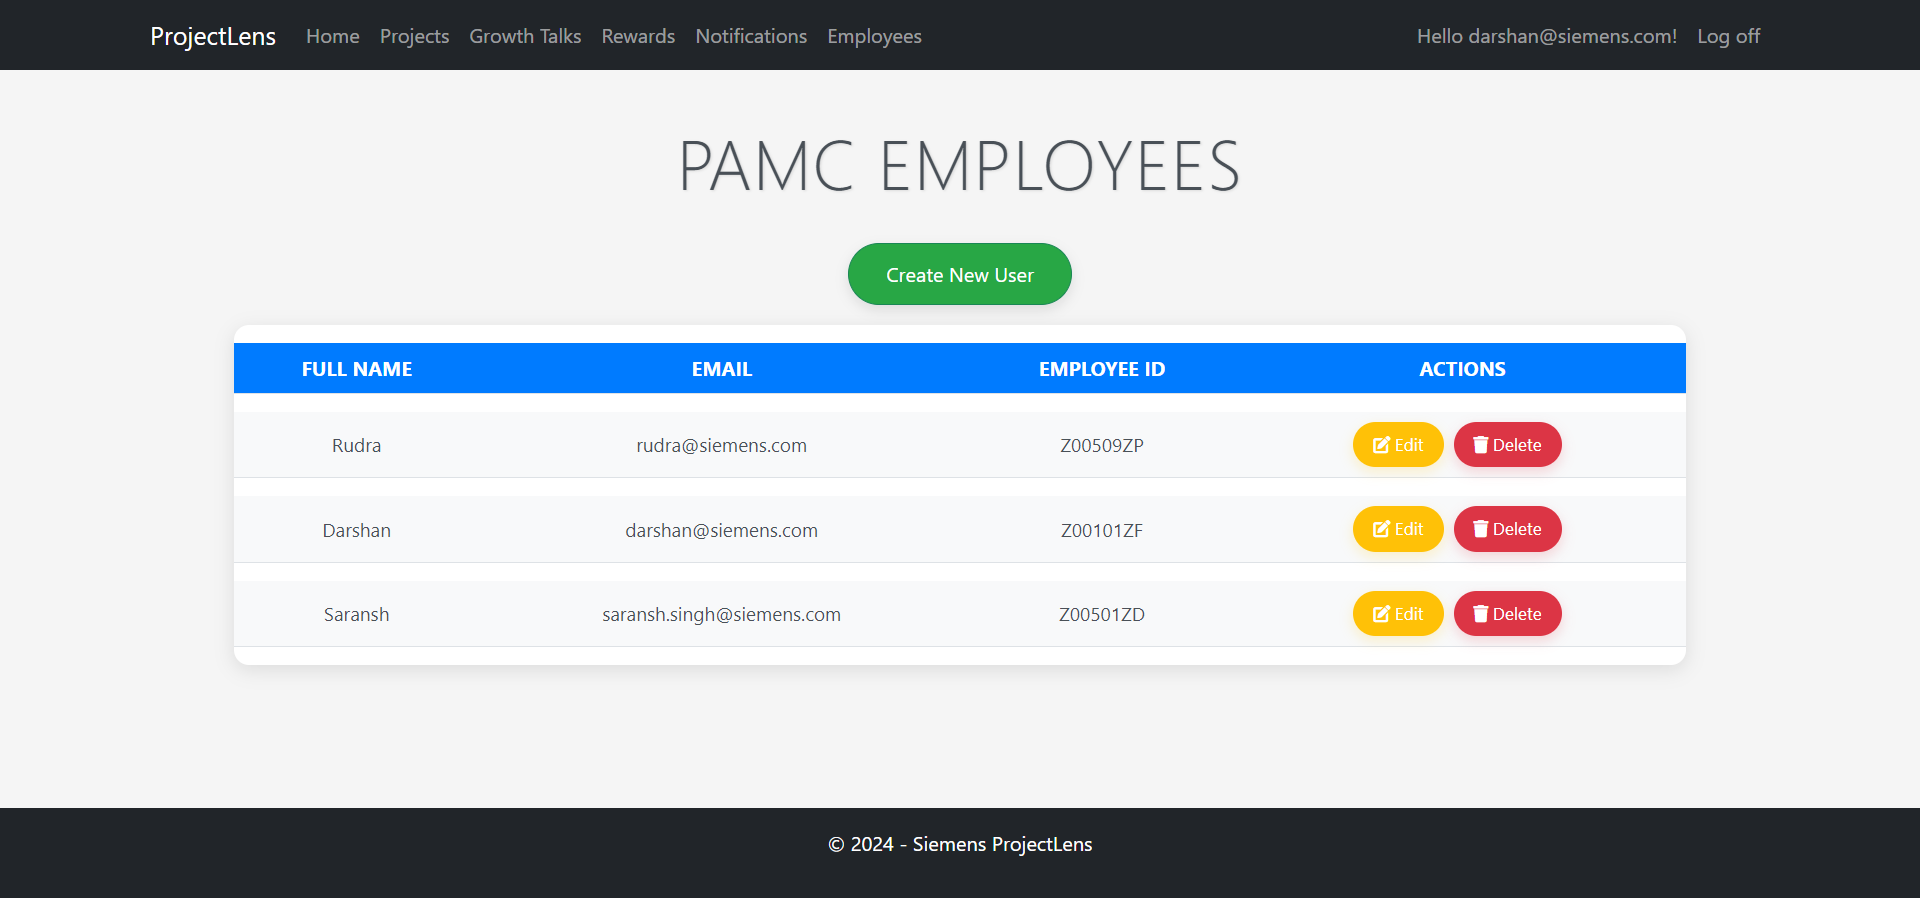 ProjectLens Home Projects Growth Talks Rewards Notifications Employees Hello darshan@siemens.com! Log off
PAMC EMPLOYEES
Create New User
FULL NAME EMAIL EMPLOYEE ID ACTIONS
Rudra rudra@siemens.com Z00509ZP Edit Delete
Darshan darshan@siemens.com Z00101ZF Edit Delete
Saransh saransh.singh@siemens.com Z00501ZD Edit Delete
© 2024 - Siemens ProjectLens